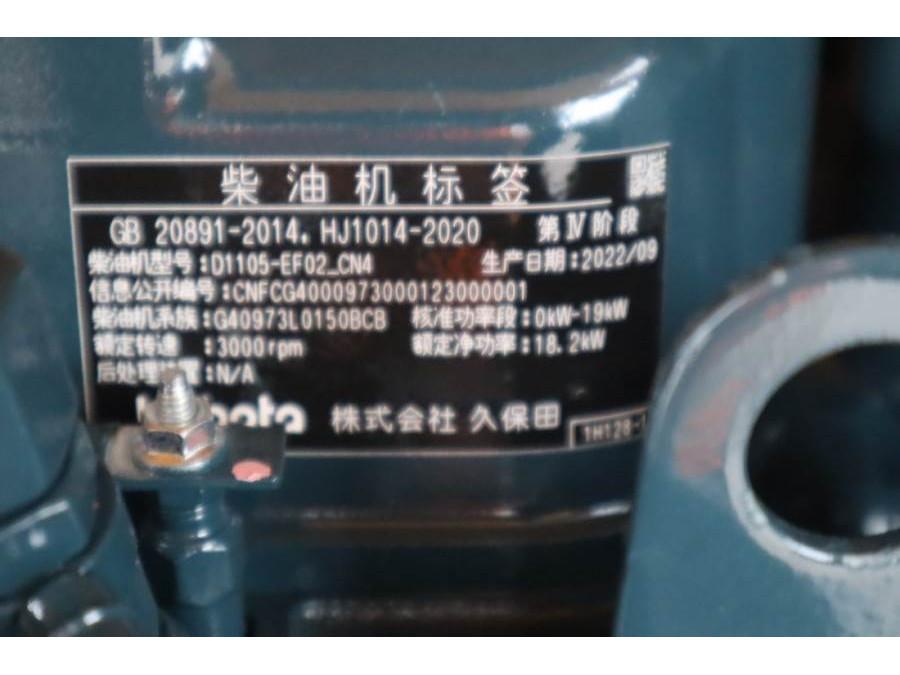 柴油机标签
GB 20891-2014. HJ1014-2020 第Ⅳ阶段
柴油机型号:D1105-EF02_CN4 生产日期:2022/09
信息公开编号:CNFCG4000973000123000001
柴油机系族:G40973L0150BCB 核准功率段:0kW-19kW
额定转速 :3000rpm 额定净功率:18.2kW
后处理装置:N/A
株式会社 久保田